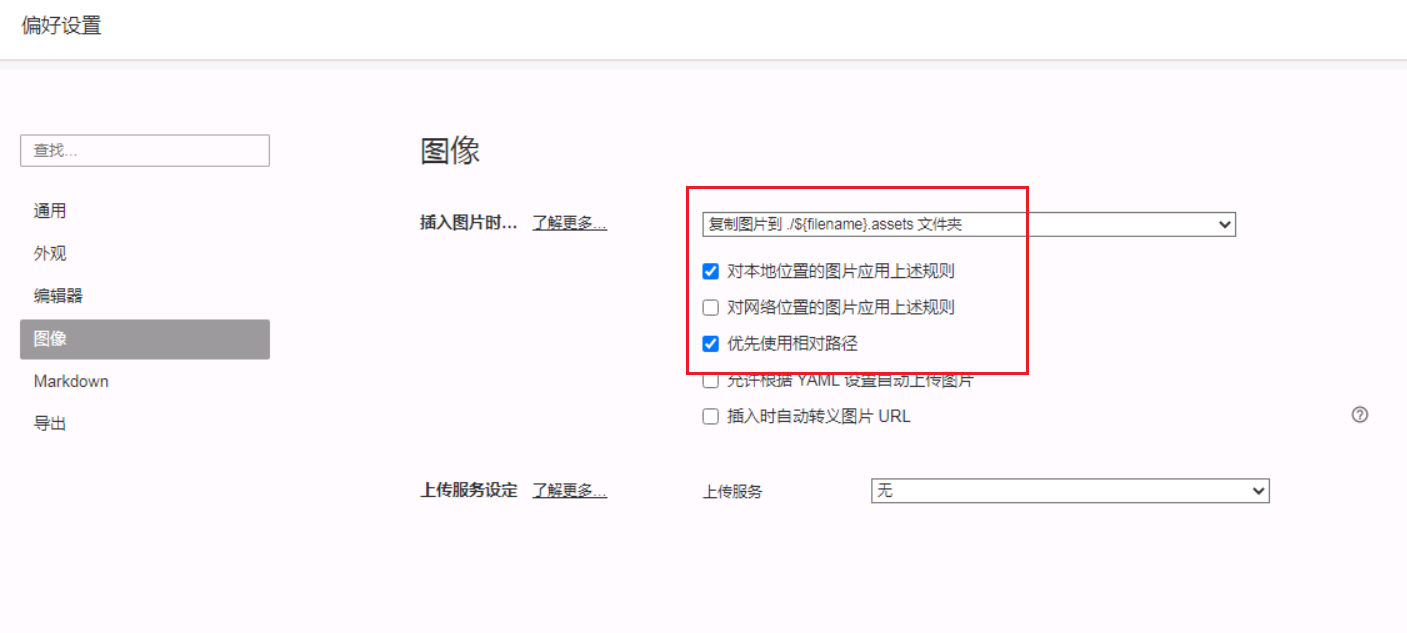 偏好设置
查找...
通用
外观
编辑器
图像
Markdown
导出
图像
插入图片时... 了解更多...
复制图片到 ./${filename}.assets 文件夹
对本地位置的图片应用上述规则
对网络位置的图片应用上述规则
优先使用相对路径
允许根据 YAML 设置自动上传图片
插入时自动转义图片 URL
上传服务设定 了解更多...
上传服务 无